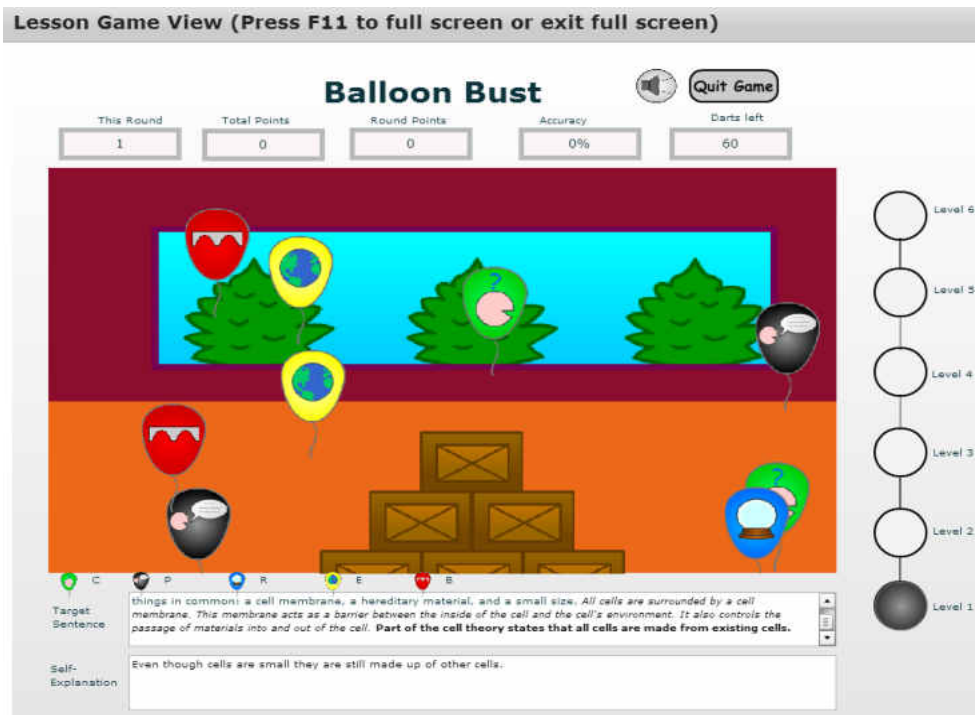 Lesson Game View (Press F11 to full screen or exit full screen)
Balloon Bust
Quit Game
This Round Total Points Round Points Accuracy Darts left
1 0 0 0% 60
Level 6
Level 5
Level 4
Level 3
Level 2
Level 1
?
?
C P R E B
Target Sentence
things in common: a cell membrane, a hereditary material, and a small size. All cells are surrounded by a cell
membrane. This membrane acts as a barrier between the inside of the cell and the cell's environment. It also controls the
passage of materials into and out of the cell. Part of the cell theory states that all cells are made from existing cells.
Self-Explanation
Even though cells are small they are still made up of other cells.